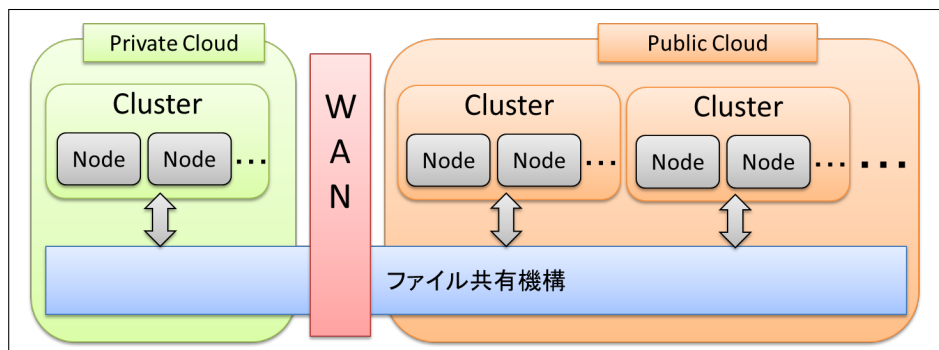 Private Cloud
Public Cloud
Cluster
Node Node ...
WAN
Cluster
Node Node ...
Cluster
Node Node ...
...
ファイル共有機構